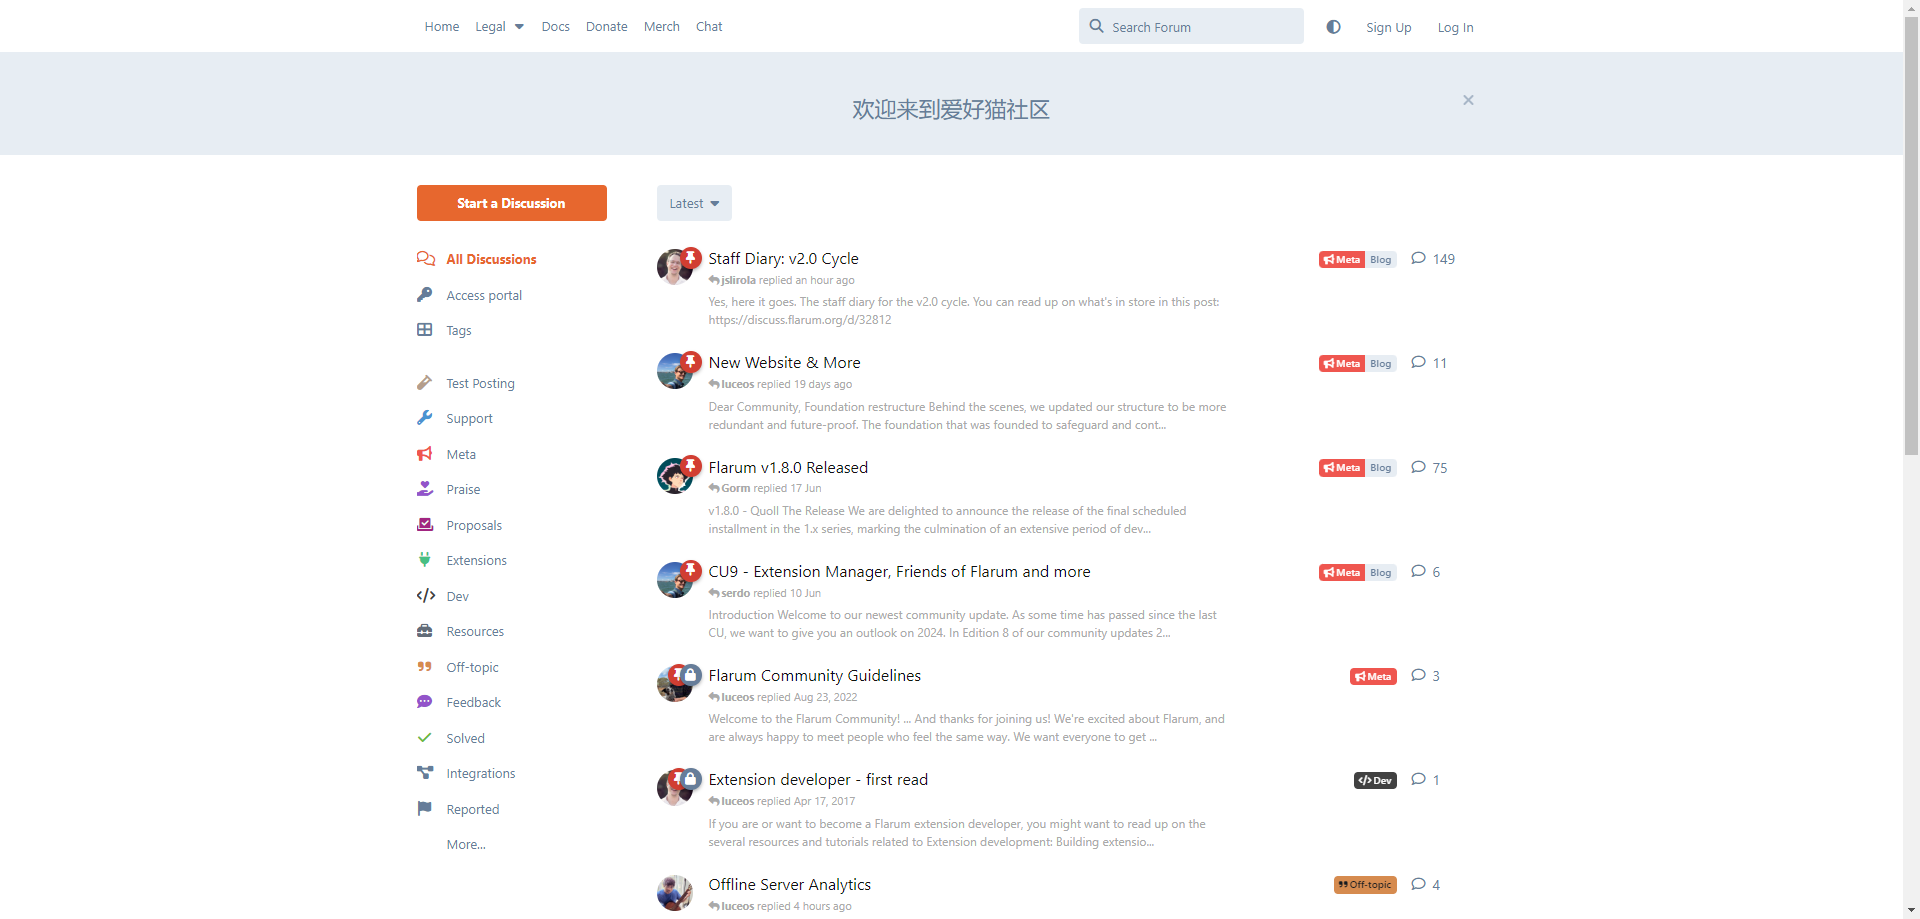 Home Legal Docs Donate Merch Chat Search Forum Sign Up Log In
欢迎来到爱好猫社区
Start a Discussion
All Discussions
Access portal
Tags
Test Posting
Support
Meta
Praise
Proposals
Extensions
Dev
Resources
Off-topic
Feedback
Solved
Integrations
Reported
More...
Latest
Staff Diary: v2.0 Cycle Meta Blog 149
jslirola replied an hour ago
Yes, here it goes. The staff diary for the v2.0 cycle. You can read up on what's in store in this post:
https://discuss.flarum.org/d/32812
New Website & More Meta Blog 11
luceos replied 19 days ago
Dear Community, Foundation restructure Behind the scenes, we updated our structure to be more
redundant and future-proof. The foundation that was founded to safeguard and cont...
Flarum v1.8.0 Released Meta Blog 75
Gorm replied 17 Jun
v1.8.0 - Quoll The Release We are delighted to announce the release of the final scheduled
installment in the 1.x series, marking the culmination of an extensive period of dev...
CU9 - Extension Manager, Friends of Flarum and more Meta Blog 6
serdo replied 10 Jun
Introduction Welcome to our newest community update. As some time has passed since the last
CU, we want to give you an outlook on 2024. In Edition 8 of our community updates 2...
Flarum Community Guidelines Meta 3
luceos replied Aug 23, 2022
Welcome to the Flarum Community! ... And thanks for joining us! We're excited about Flarum, and
are always happy to meet people who feel the same way. We want everyone to get ...
Extension developer - first read Dev 1
luceos replied Apr 17, 2017
If you are or want to become a Flarum extension developer, you might want to read up on the
several resources and tutorials related to Extension development: Building extensio...
Offline Server Analytics Off-topic 4
luceos replied 4 hours ago